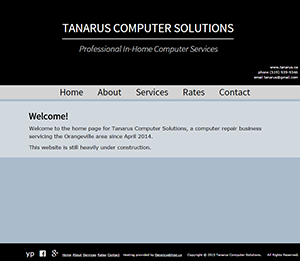 TANARUS COMPUTER SOLUTIONS
Professional In-Home Computer Services
www.tanarus.ca
phone (519) 939-9346
email tanarus@gmail.com
Home About Services Rates Contact
Welcome!
Welcome to the home page for Tanarus Computer Solutions, a computer repair business
servicing the Orangeville area since April 2014.
This website is still heavily under construction.
Home About Services Rates Contact Hosting provided by Copyright © 2015 Tanarus Computer Solutions. All Rights Reserved.